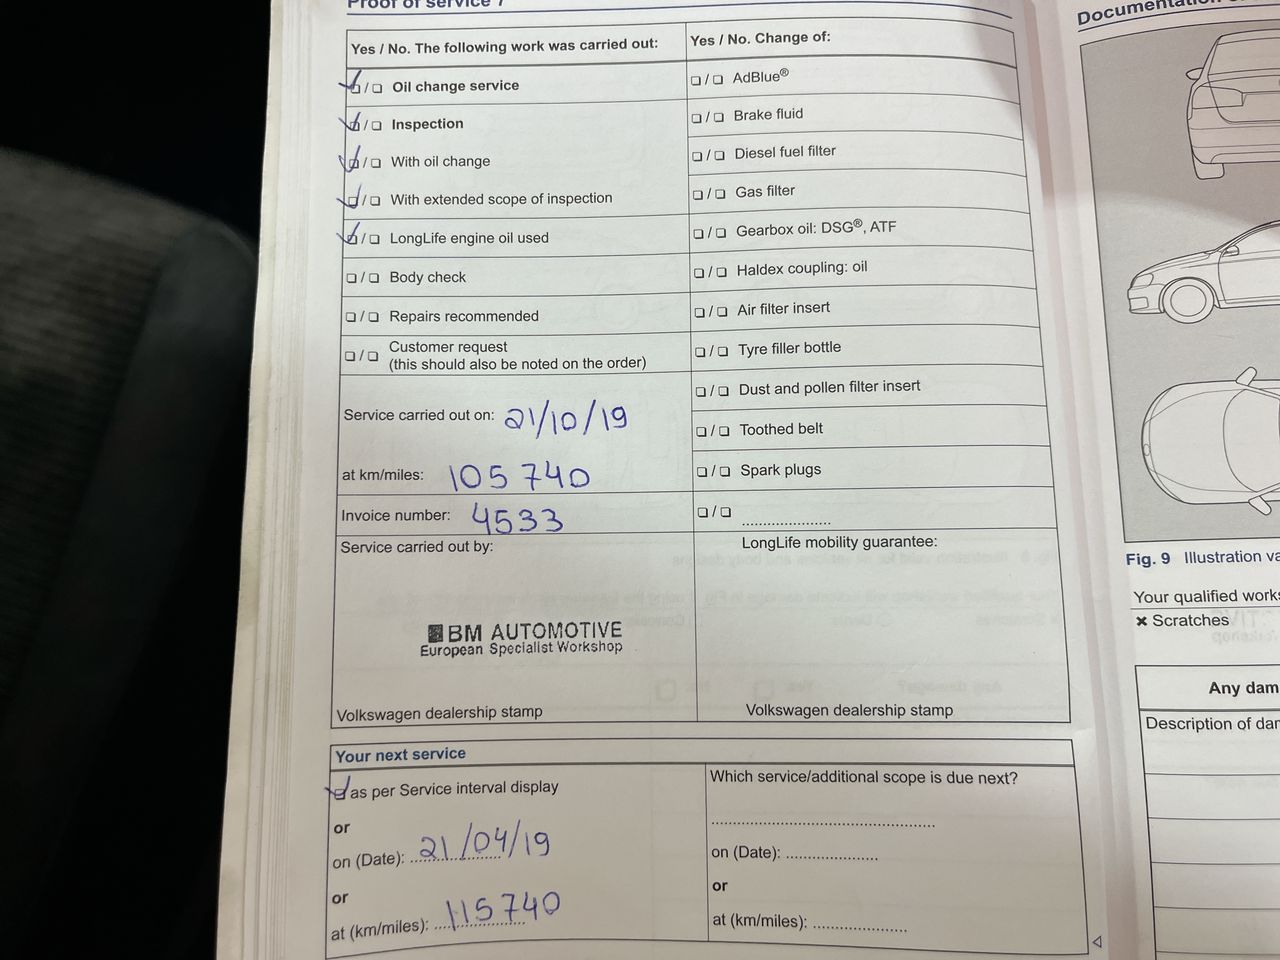 Proof of service 7
Yes / No. The following work was carried out:
❑ / ❑ Oil change service
❑ / ❑ Inspection
❑ / ❑ With oil change
❑ / ❑ With extended scope of inspection
❑ / ❑ LongLife engine oil used
❑ / ❑ Body check
❑ / ❑ Repairs recommended
❑ / ❑ Customer request
(this should also be noted on the order)
Service carried out on: 21/10/19
at km/miles: 105 740
Invoice number: 4533
Service carried out by:
BM AUTOMOTIVE
European Specialist Workshop
Volkswagen dealership stamp
Yes / No. Change of:
❑ / ❑ AdBlue®
❑ / ❑ Brake fluid
❑ / ❑ Diesel fuel filter
❑ / ❑ Gas filter
❑ / ❑ Gearbox oil: DSG®, ATF
❑ / ❑ Haldex coupling: oil
❑ / ❑ Air filter insert
❑ / ❑ Tyre filler bottle
❑ / ❑ Dust and pollen filter insert
❑ / ❑ Toothed belt
❑ / ❑ Spark plugs
❑ / ❑ ......................
LongLife mobility guarantee:
Volkswagen dealership stamp
Your next service
as per Service interval display
or
on (Date): 21/04/19
or
at (km/miles): 115740
Which service/additional scope is due next?
on (Date): ......................
or
at (km/miles): ......................
Documentation
Fig. 9 Illustration va
Your qualified works
✖ Scratches
Any dam
Description of dar